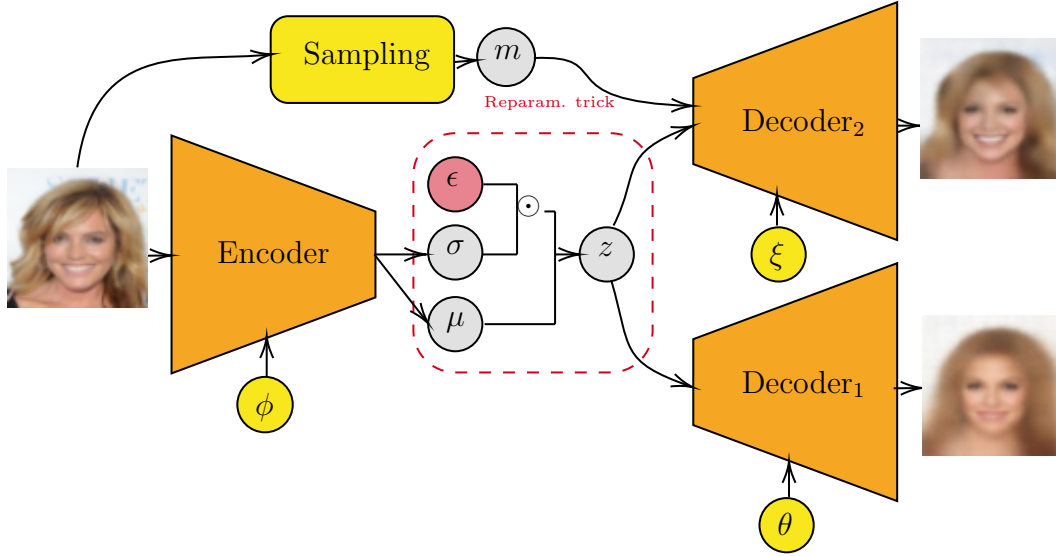 Sampling
m
Reparam. trick
Decoder₂
ϵ
⊙
σ
z
Encoder
ξ
μ
Decoder₁
ϕ
θ